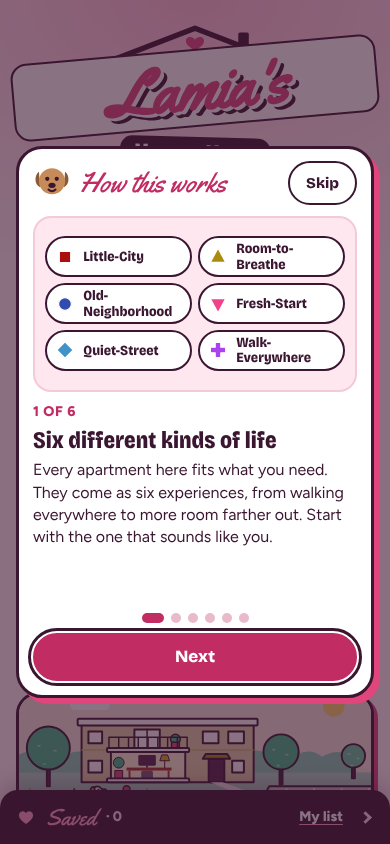 Lamia's
How this works
Skip
Little-City
Room-to-
Breathe
Old-
Neighborhood
Fresh-Start
Quiet-Street
Walk-
Everywhere
1 OF 6
Six different kinds of life
Every apartment here fits what you need.
They come as six experiences, from walking
everywhere to more room farther out. Start
with the one that sounds like you.
Next
Saved · 0
My list